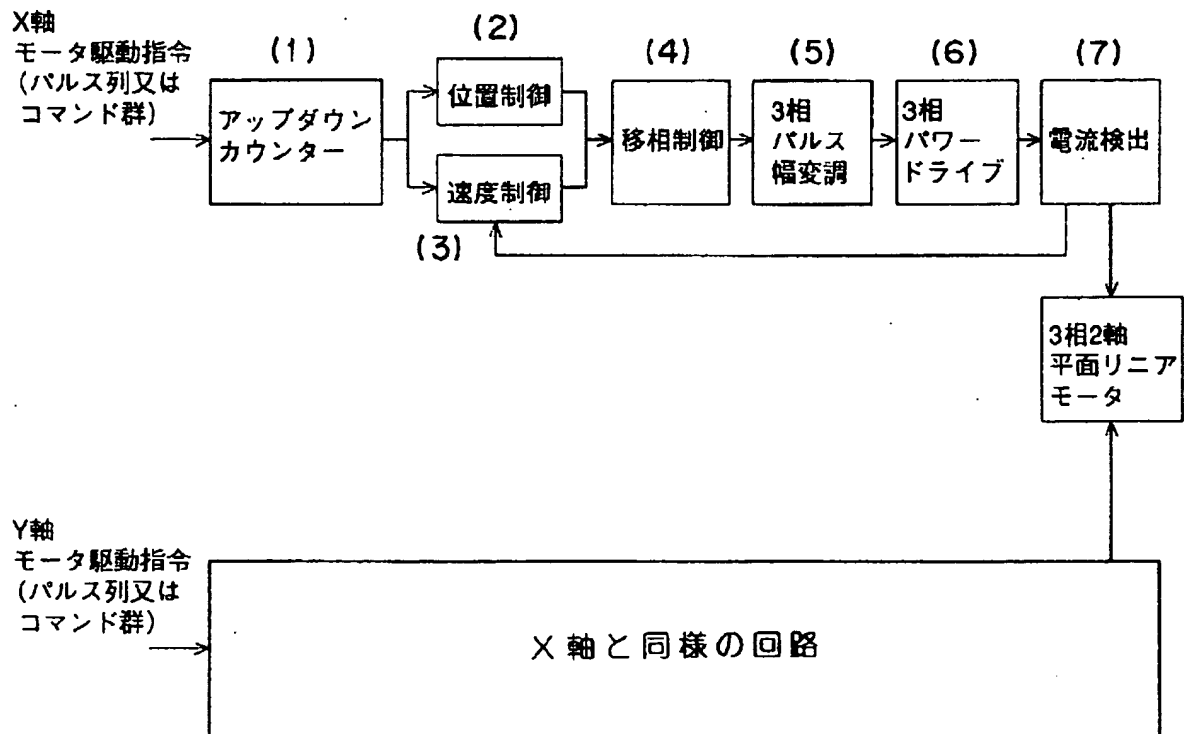 X軸
モータ駆動指令
(パルス列又は
コマンド群)
(1)
アップダウン
カウンター
(2)
位置制御
速度制御
(3)
(4)
移相制御
(5)
3相
パルス
幅変調
(6)
3相
パワー
ドライブ
(7)
電流検出
3相2軸
平面リニア
モータ
Y軸
モータ駆動指令
(パルス列又は
コマンド群)
X軸と同様の回路